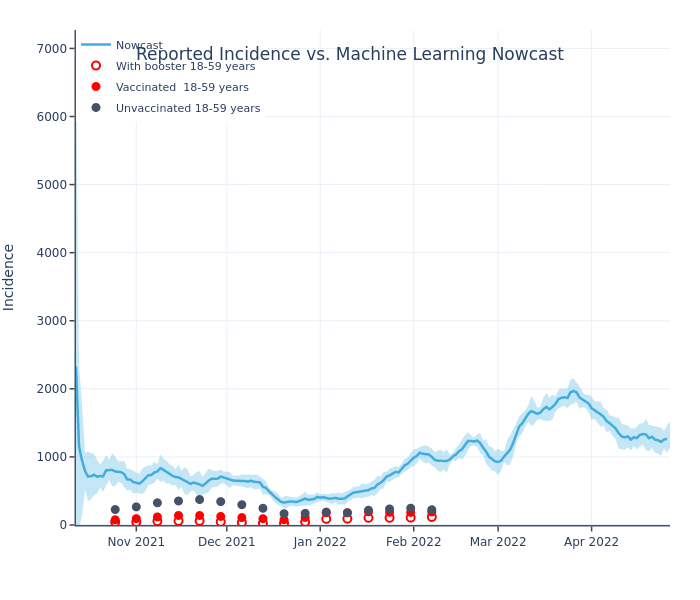 Reported Incidence vs. Machine Learning Nowcast
Nowcast
With booster 18-59 years
Vaccinated  18-59 years
Unvaccinated 18-59 years
Incidence
7000
6000
5000
4000
3000
2000
1000
0
Nov 2021
Dec 2021
Jan 2022
Feb 2022
Mar 2022
Apr 2022